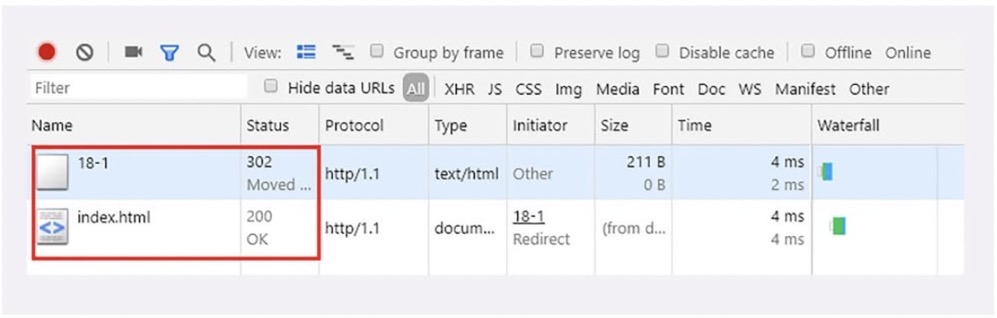 View: Group by frame Preserve log Disable cache Offline Online
Filter Hide data URLs All XHR JS CSS Img Media Font Doc WS Manifest Other
Name Status Protocol Type Initiator Size Time Waterfall
18-1 302 http/1.1 text/html Other 211 B 4 ms
Moved ... 0 B 2 ms
index.html 200 http/1.1 docum... 18-1 (from d... 4 ms
OK Redirect 4 ms